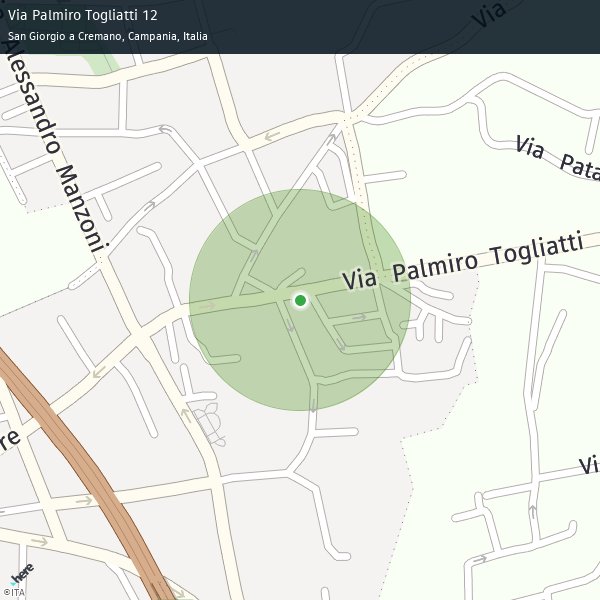 Via Palmiro Togliatti 12
San Giorgio a Cremano, Campania, Italia
Via
Alessandro Manzoni
Via Pata
Via Palmiro Togliatti
re
Vi
here
©ITA